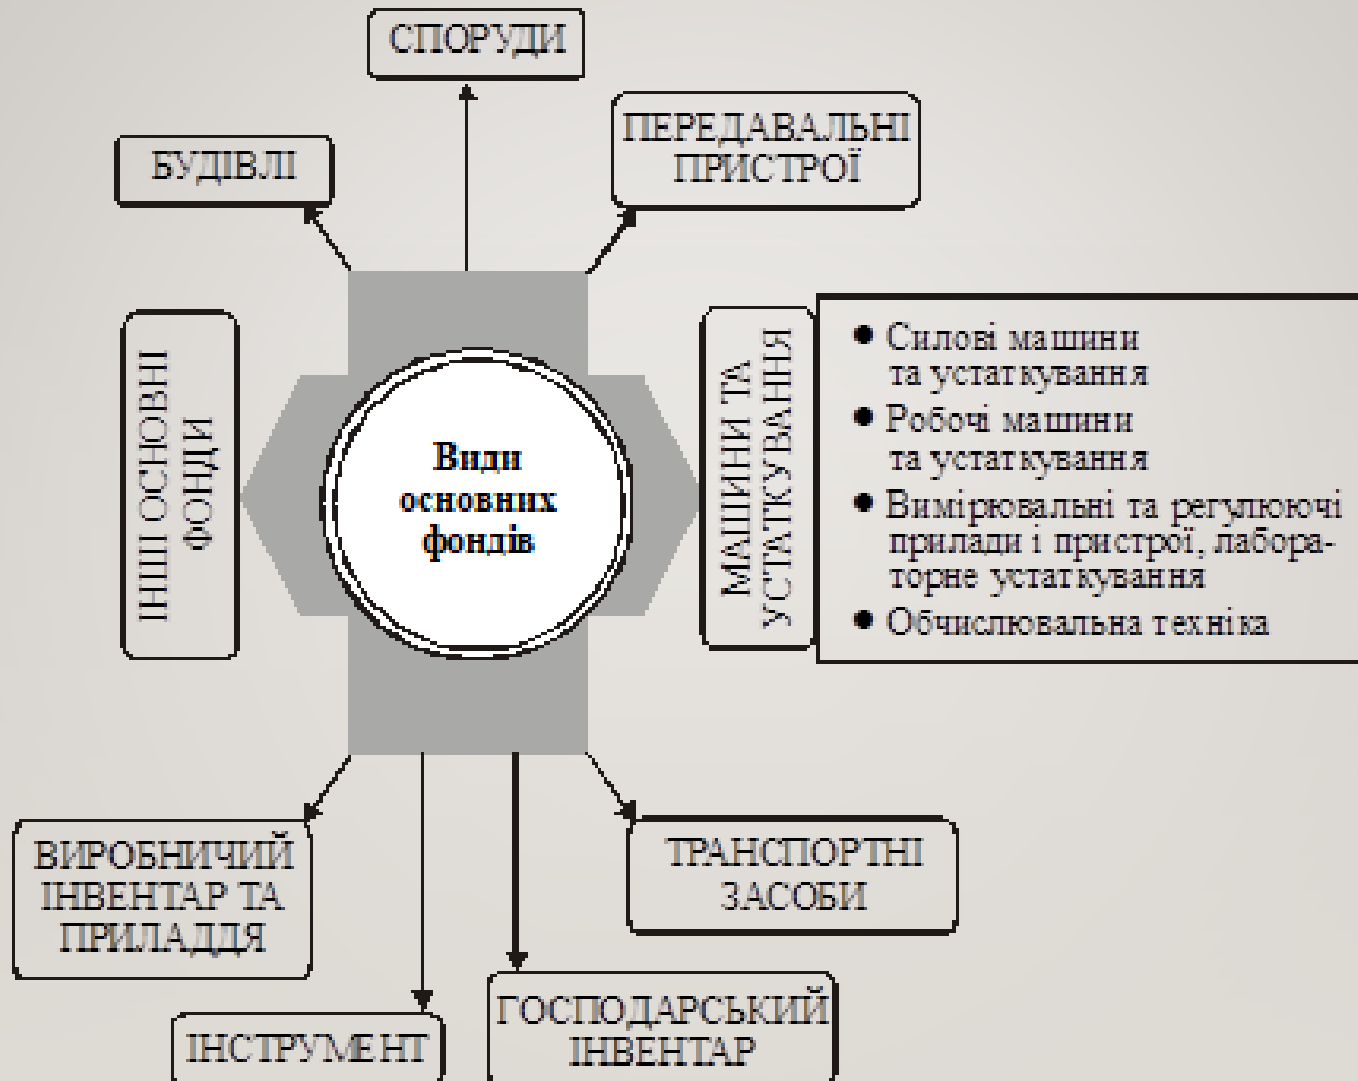 СПОРУДИ
БУДІВЛІ
ПЕРЕДАВАЛЬНІ
ПРИСТРОЇ
ІНШІ ОСНОВНІ
ФОНДИ
Види
основних
фондів
МАШИНИ ТА
УСТАТКУВАННЯ
● Силові машини
та устаткування
● Робочі машини
та устаткування
● Вимірювальні та регулюючі
прилади і пристрої, лабора-
торне устаткування
● Обчислювальна техніка
ВИРОБНИЧИЙ
ІНВЕНТАР ТА
ПРИЛАДДЯ
ТРАНСПОРТНІ
ЗАСОБИ
ІНСТРУМЕНТ
ГОСПОДАРСЬКИЙ
ІНВЕНТАР